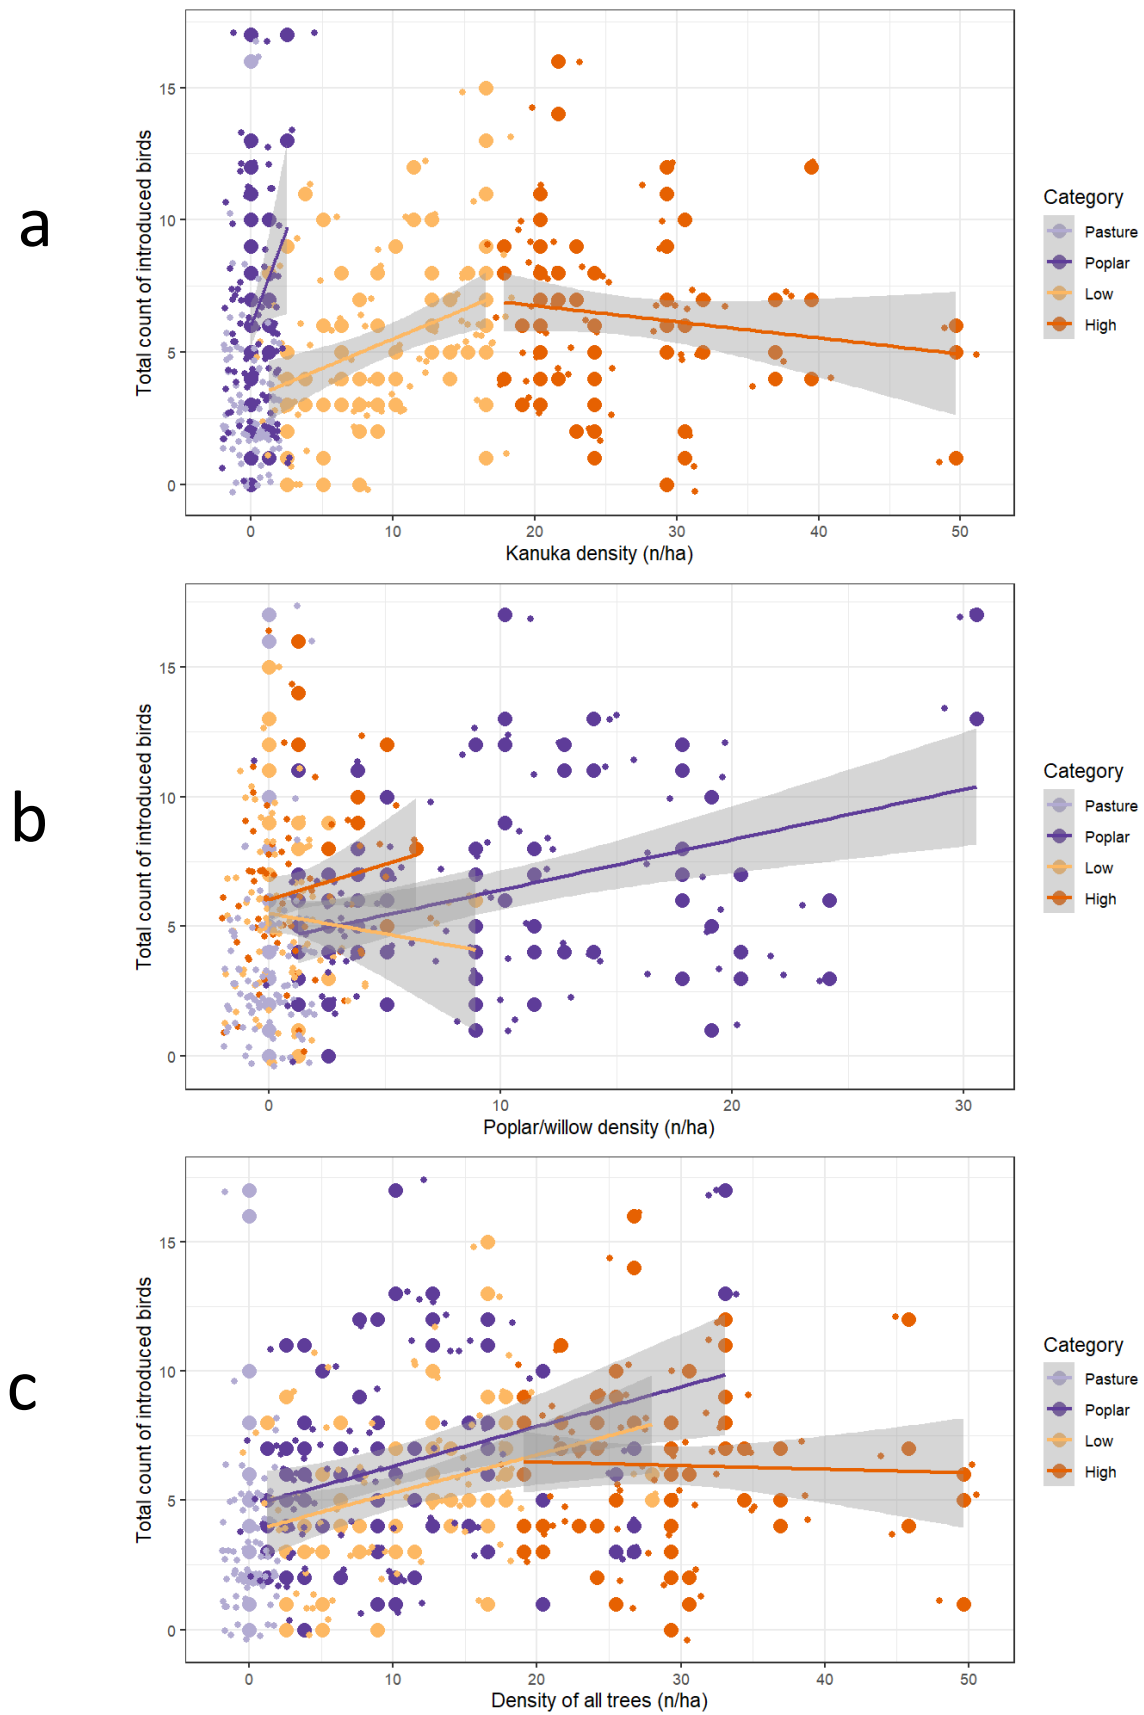 a
Total count of introduced birds
15
10
5
0
0 10 20 30 40 50
Kanuka density (n/ha)
Category
Pasture
Poplar
Low
High
b
Total count of introduced birds
15
10
5
0
0 10 20 30
Poplar/willow density (n/ha)
Category
Pasture
Poplar
Low
High
c
Total count of introduced birds
15
10
5
0
0 10 20 30 40 50
Density of all trees (n/ha)
Category
Pasture
Poplar
Low
High